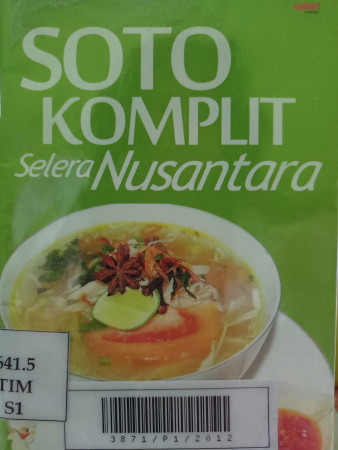 SOTO
KOMPLIT
Selera Nusantara
641.5
TIM
S1
3871/P1/2012